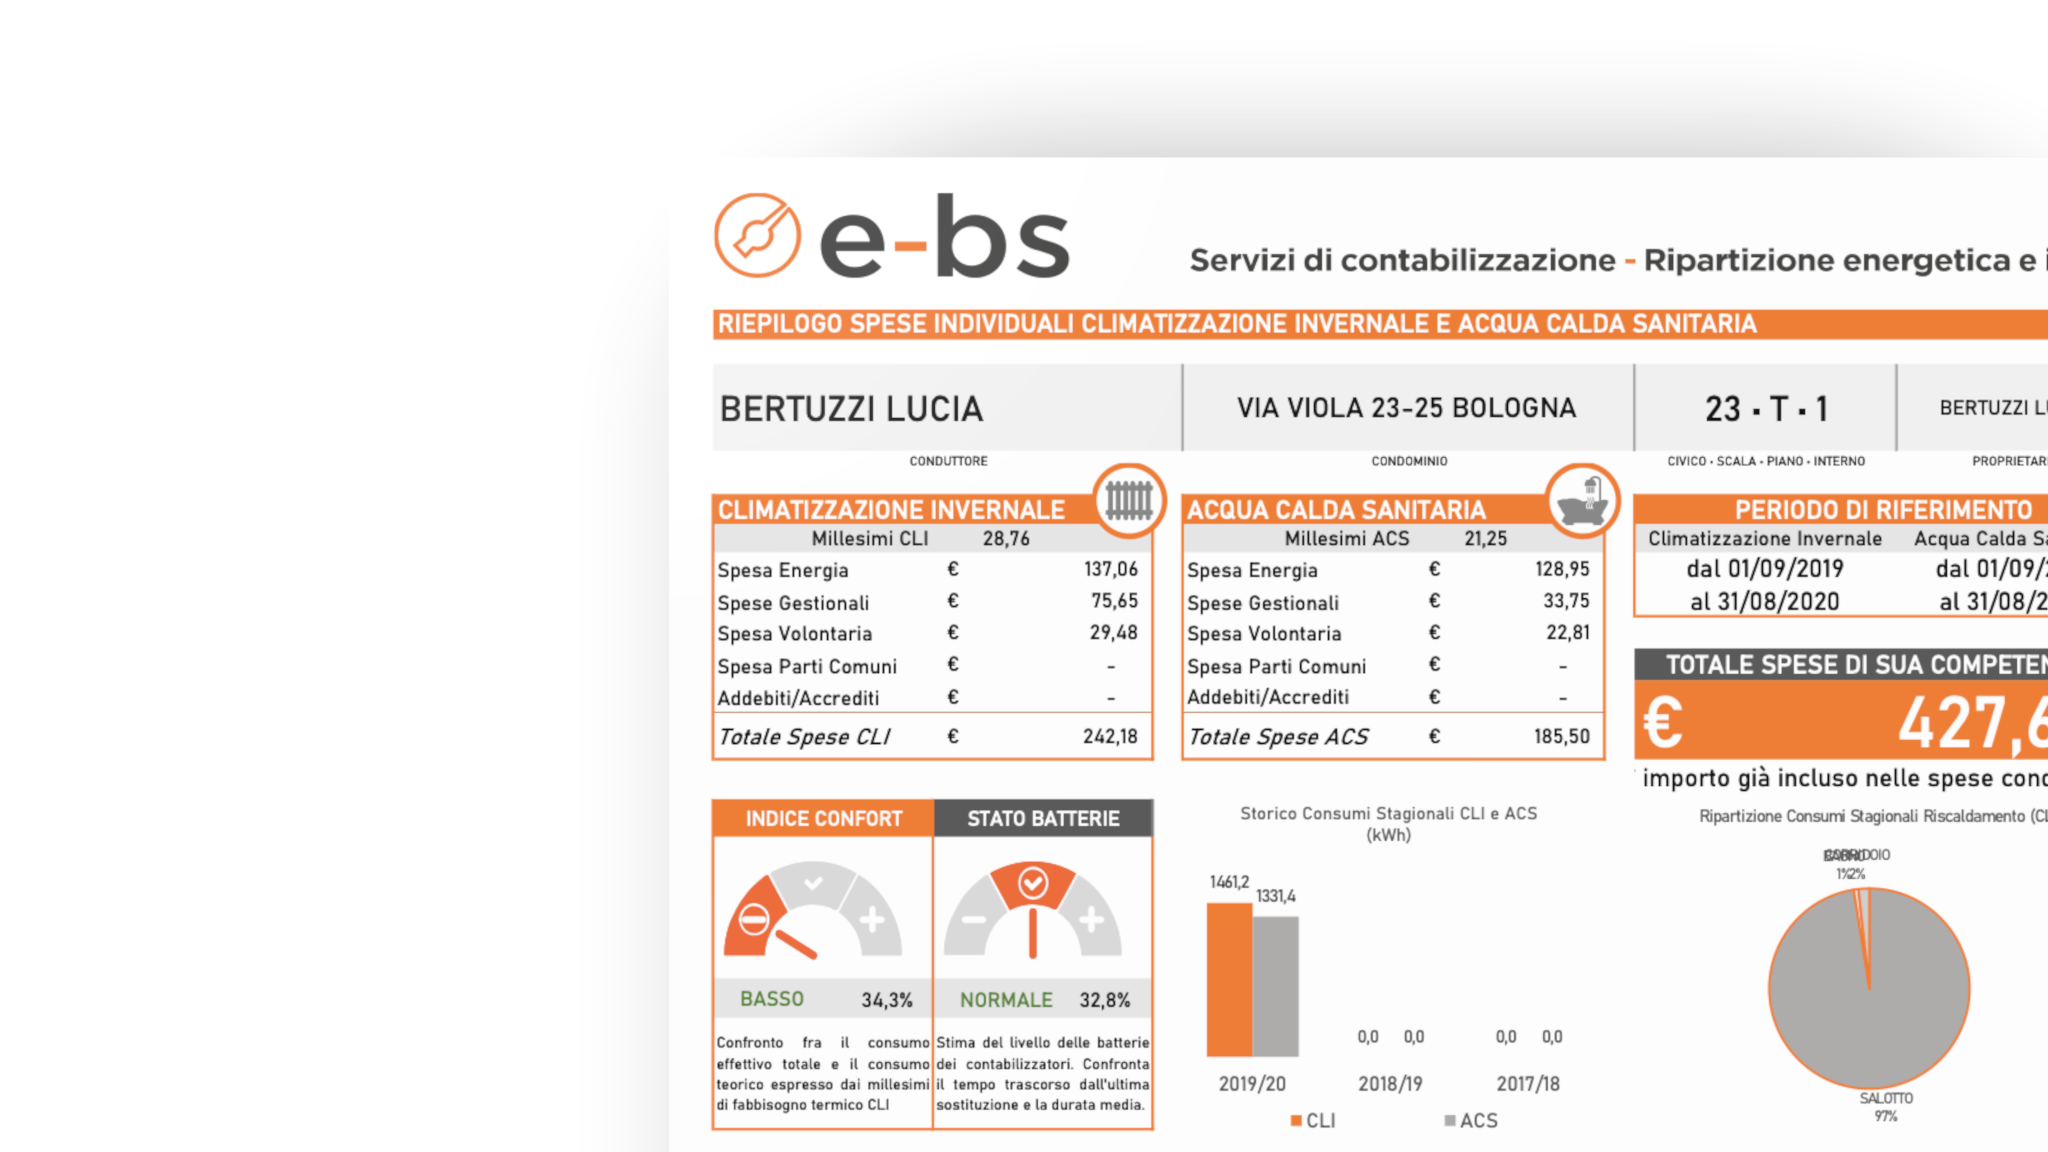 e-bs
Servizi di contabilizzazione - Ripartizione energetica e i
RIEPILOGO SPESE INDIVIDUALI CLIMATIZZAZIONE INVERNALE E ACQUA CALDA SANITARIA
BERTUZZI LUCIA
VIA VIOLA 23-25 BOLOGNA
23 · T · 1
BERTUZZI LU
CONDUTTORE
CONDOMINIO
CIVICO · SCALA · PIANO · INTERNO
PROPRIETAR
CLIMATIZZAZIONE INVERNALE
Millesimi CLI 28,76
Spesa Energia € 137,06
Spese Gestionali € 75,65
Spesa Volontaria € 29,48
Spesa Parti Comuni € -
Addebiti/Accrediti € -
Totale Spese CLI € 242,18
ACQUA CALDA SANITARIA
Millesimi ACS 21,25
Spesa Energia € 128,95
Spese Gestionali € 33,75
Spesa Volontaria € 22,81
Spesa Parti Comuni € -
Addebiti/Accrediti € -
Totale Spese ACS € 185,50
PERIODO DI RIFERIMENTO
Climatizzazione Invernale Acqua Calda Sa
dal 01/09/2019 dal 01/09/2
al 31/08/2020 al 31/08/2
TOTALE SPESE DI SUA COMPETEN
€ 427,6
importo già incluso nelle spese cond
INDICE CONFORT
BASSO 34,3%
Confronto fra il consumo
effettivo totale e il consumo
teorico espresso dai millesimi
di fabbisogno termico CLI
STATO BATTERIE
NORMALE 32,8%
Stima del livello delle batterie
dei contabilizzatori. Confronta
il tempo trascorso dall'ultima
sostituzione e la durata media.
Storico Consumi Stagionali CLI e ACS
(kWh)
1461,2
1331,4
0,0 0,0 0,0 0,0
2019/20 2018/19 2017/18
CLI ACS
Ripartizione Consumi Stagionali Riscaldamento (CL
CORRIDOIO
1% 2%
SALOTTO
97%